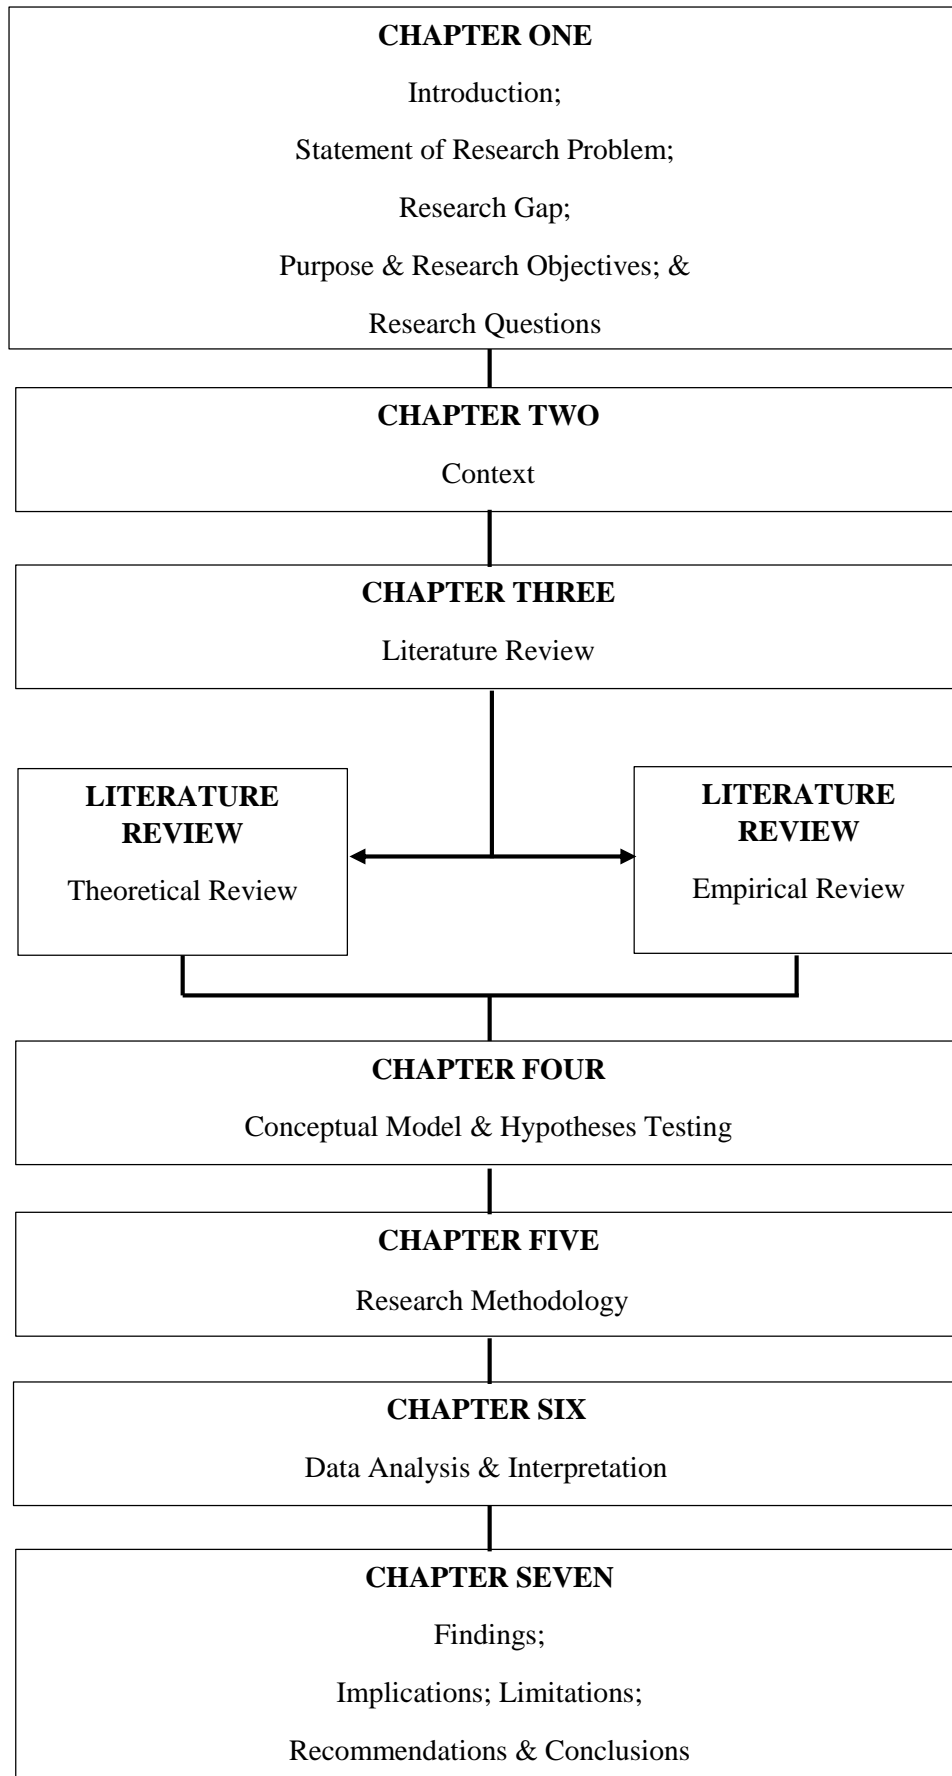 CHAPTER ONE
Introduction;
Statement of Research Problem;
Research Gap;
Purpose & Research Objectives; &
Research Questions
CHAPTER TWO
Context
CHAPTER THREE
Literature Review
LITERATURE
REVIEW
Theoretical Review
LITERATURE
REVIEW
Empirical Review
CHAPTER FOUR
Conceptual Model & Hypotheses Testing
CHAPTER FIVE
Research Methodology
CHAPTER SIX
Data Analysis & Interpretation
CHAPTER SEVEN
Findings;
Implications; Limitations;
Recommendations & Conclusions